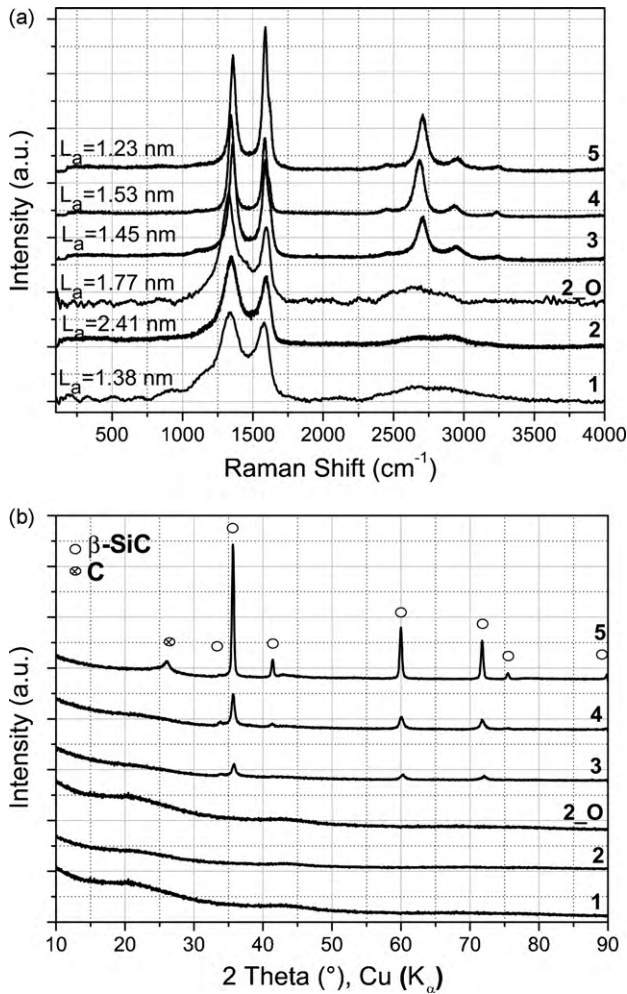 (a)
Intensity (a.u.)
Lₐ=1.23 nm
5
Lₐ=1.53 nm
4
Lₐ=1.45 nm
3
Lₐ=1.77 nm
2_O
Lₐ=2.41 nm
2
Lₐ=1.38 nm
1
500 1000 1500 2000 2500 3000 3500 4000
Raman Shift (cm⁻¹)
(b)
Intensity (a.u.)
β-SiC
C
5
4
3
2_O
2
1
10 20 30 40 50 60 70 80 90
2 Theta (°), Cu (Kα)